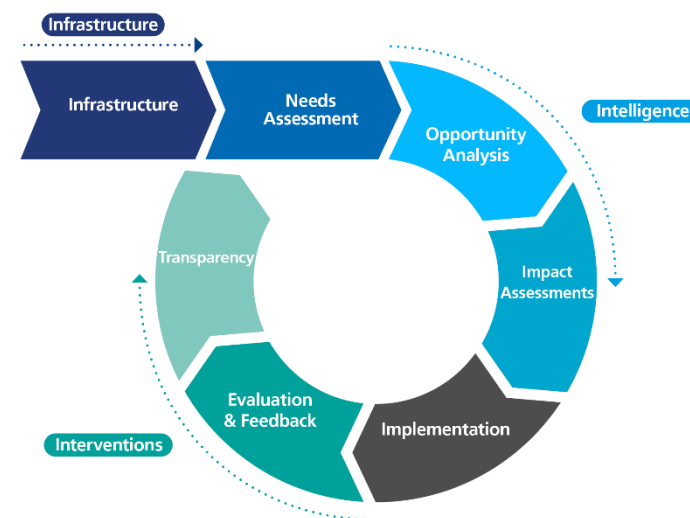 Infrastructure
Infrastructure
Needs
Assessment
Opportunity
Analysis
Intelligence
Impact
Assessments
Implementation
Evaluation
& Feedback
Interventions
Transparency